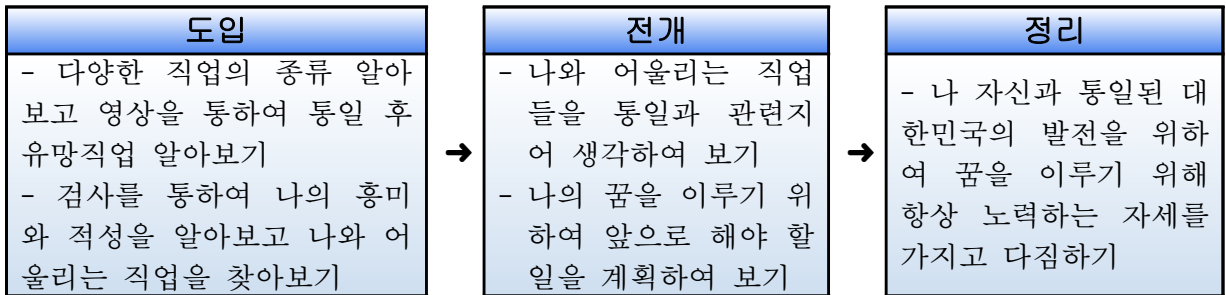 도입
- 다양한 직업의 종류 알아
보고 영상을 통하여 통일 후
유망직업 알아보기
- 검사를 통하여 나의 흥미
와 적성을 알아보고 나와 어
울리는 직업을 찾아보기
➜
전개
- 나와 어울리는 직업
들을 통일과 관련지
어 생각하여 보기
- 나의 꿈을 이루기 위
하여 앞으로 해야 할
일을 계획하여 보기
➜
정리
- 나 자신과 통일된 대
한민국의 발전을 위하
여 꿈을 이루기 위해
항상 노력하는 자세를
가지고 다짐하기